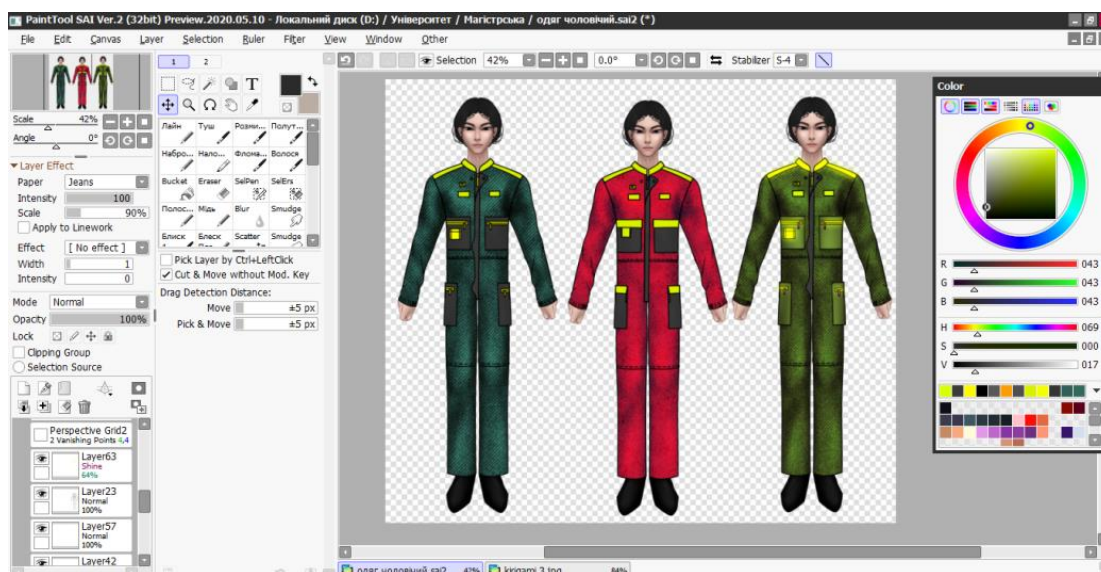 PaintTool SAI Ver.2 (32bit) Preview.2020.05.10 - Локальний диск (D:) / Університет / Магістрська / одяг чоловічий.sai2 (*)
File Edit Canvas Layer Selection Ruler Filter View Window Other
1 2
Selection 42% 0.0° Stabilizer S-4
Scale 42%
Angle 0°
Layer Effect
Paper Jeans
Intensity 100
Scale 90%
Apply to Linework
Effect [ No effect ]
Width 1
Intensity 0
Mode Normal
Opacity 100%
Lock
Clipping Group
Selection Source
Perspective Grid2
2 Vanishing Points 4,4
Layer63
Shine
64%
Layer23
Normal
100%
Layer57
Normal
100%
Layer42
T
Лайн Туш Розми... Полут...
Набро... Нало... Флома... Волося
Bucket Eraser SelPen SelErs
Полос... Мідь Blur Smudge
Блиск Блеск Scatter Smudge
Pick Layer by Ctrl+LeftClick
Cut & Move without Mod. Key
Drag Detection Distance:
Move ±5 px
Pick & Move ±5 px
Color
R 043
G 043
B 043
H 069
S 000
V 017
одяг чоловічий.sai2 42% kirigami 3.jpg 84%